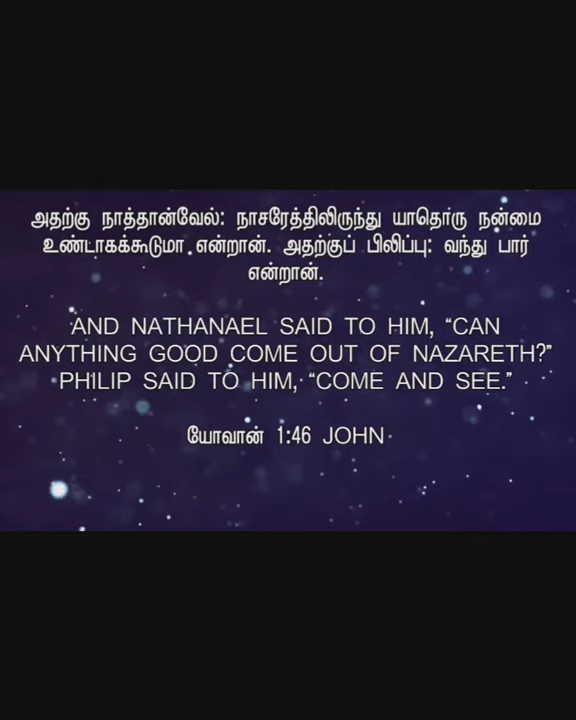 அதற்கு நாத்தான்வேல்: நாசரேத்திலிருந்து யாதொரு நன்மை
உண்டாகக்கூடுமா என்றான். அதற்குப் பிலிப்பு: வந்து பார்
என்றான்.
AND NATHANAEL SAID TO HIM, “CAN
ANYTHING GOOD COME OUT OF NAZARETH?”
PHILIP SAID TO HIM, “COME AND SEE.”
யோவான் 1:46 JOHN